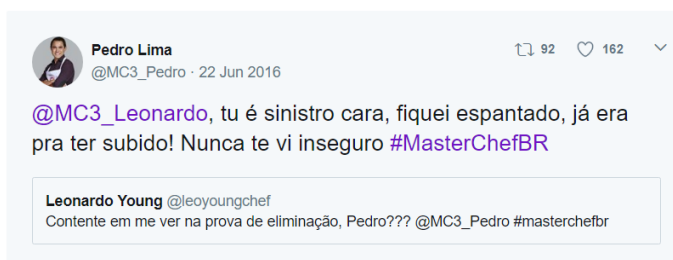 Pedro Lima
@MC3_Pedro · 22 Jun 2016
92
162
@MC3_Leonardo, tu é sinistro cara, fiquei espantado, já era
pra ter subido! Nunca te vi inseguro #MasterChefBR
Leonardo Young @leoyoungchef
Contente em me ver na prova de eliminação, Pedro??? @MC3_Pedro #masterchefbr